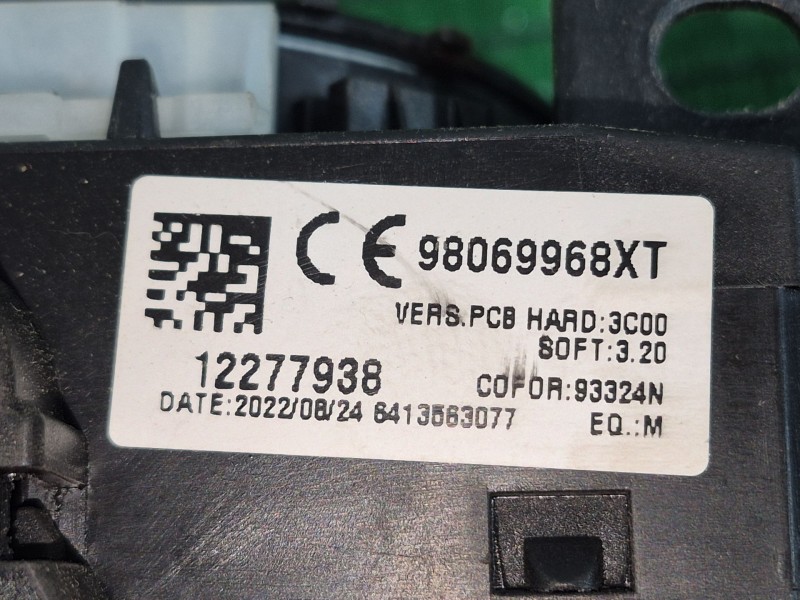 CE 98069968XT
VERS.PCB HARD:3C00
SOFT:3.20
12277938 COFOR:93324N
DATE:2022/08/24 6413563077 EQ.:M